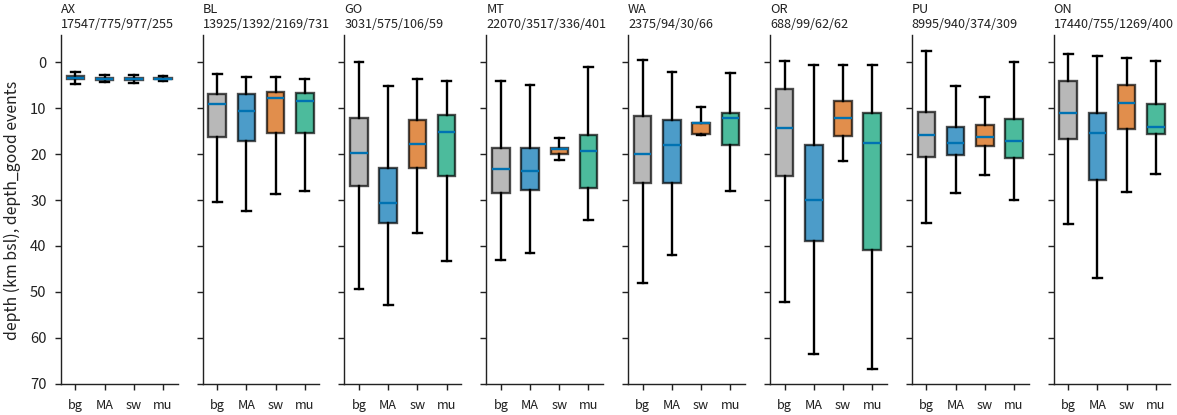 AX
17547/775/977/255
BL
13925/1392/2169/731
GO
3031/575/106/59
MT
22070/3517/336/401
WA
2375/94/30/66
OR
688/99/62/62
PU
8995/940/374/309
ON
17440/755/1269/400
depth (km bsl), depth_good events
0
10
20
30
40
50
60
70
bg MA sw mu
bg MA sw mu
bg MA sw mu
bg MA sw mu
bg MA sw mu
bg MA sw mu
bg MA sw mu
bg MA sw mu